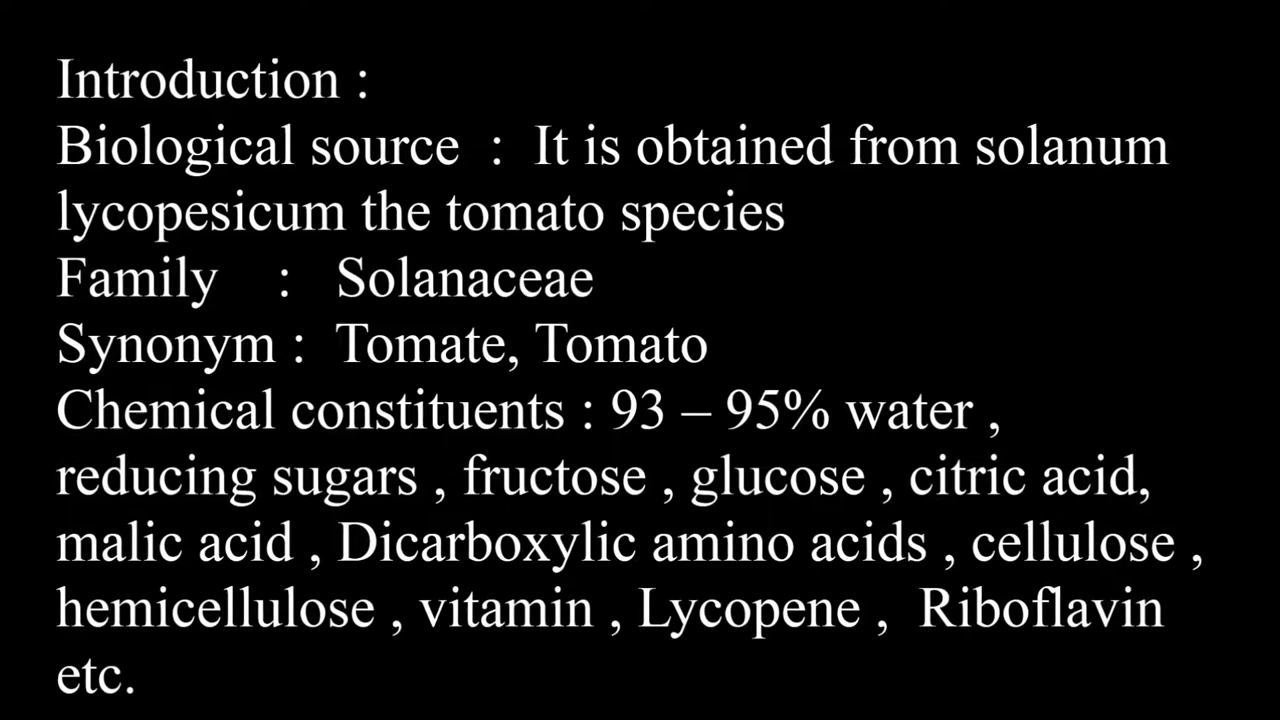 Introduction :
Biological source : It is obtained from solanum
lycopesicum the tomato species
Family : Solanaceae
Synonym : Tomate, Tomato
Chemical constituents : 93 – 95% water ,
reducing sugars , fructose , glucose , citric acid,
malic acid , Dicarboxylic amino acids , cellulose ,
hemicellulose , vitamin , Lycopene , Riboflavin
etc.